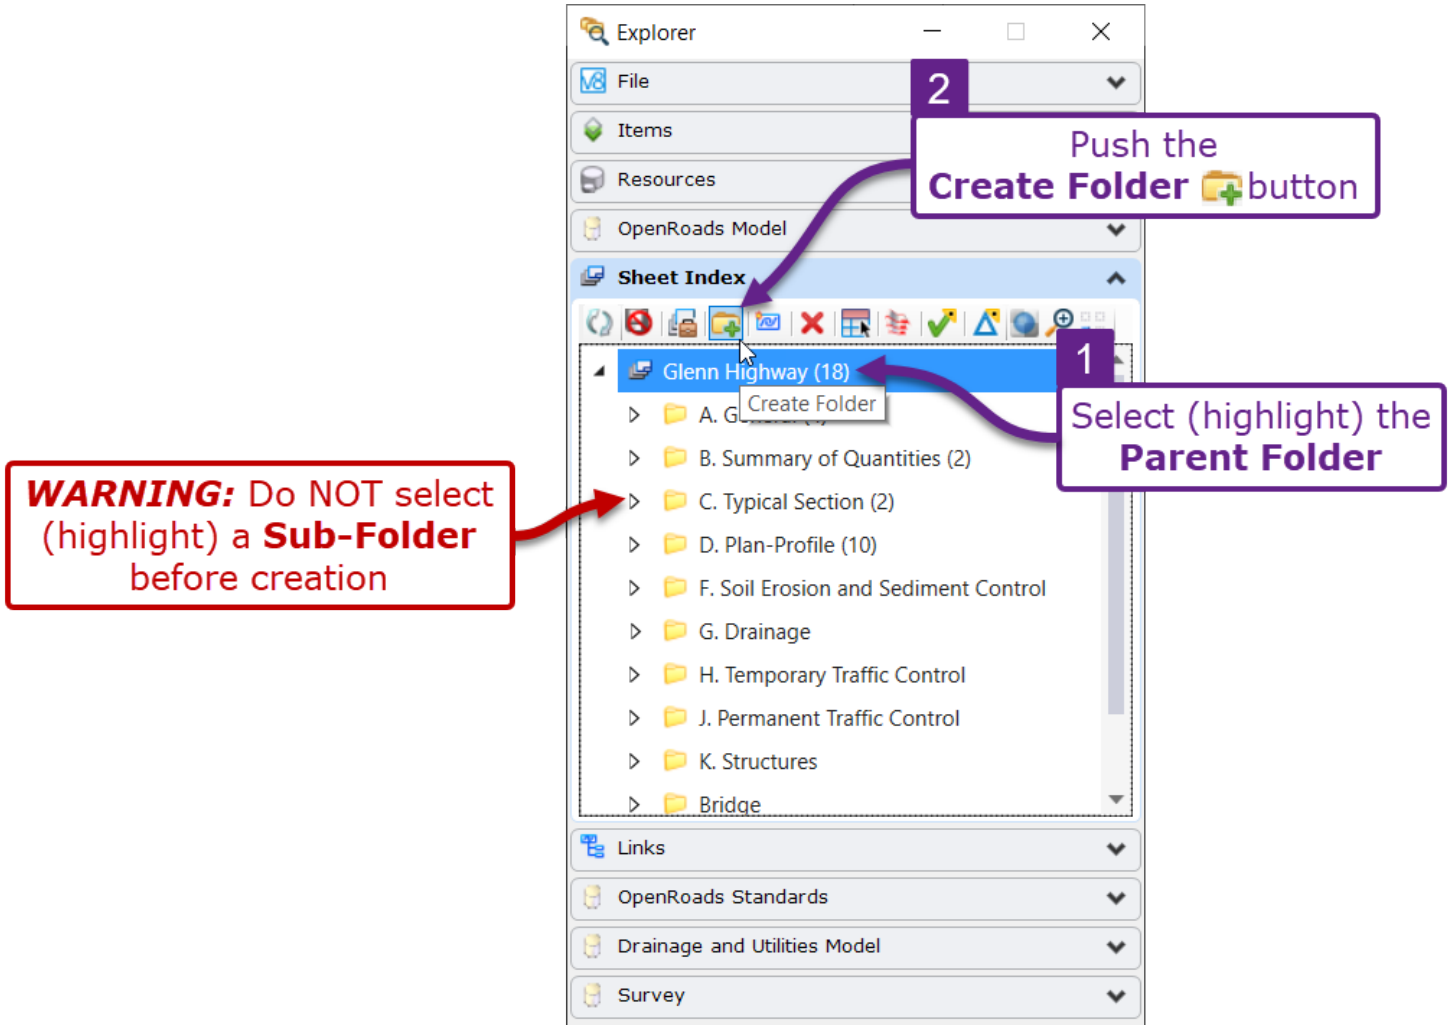 Explorer
V8 File
2
Items
Push the
Create Folder button
Resources
OpenRoads Model
Sheet Index
1
Glenn Highway (18)
Select (highlight) the
Parent Folder
Create Folder
A.
B. Summary of Quantities (2)
WARNING: Do NOT select
(highlight) a Sub-Folder
before creation
C. Typical Section (2)
D. Plan-Profile (10)
F. Soil Erosion and Sediment Control
G. Drainage
H. Temporary Traffic Control
J. Permanent Traffic Control
K. Structures
Bridge
Links
OpenRoads Standards
Drainage and Utilities Model
Survey